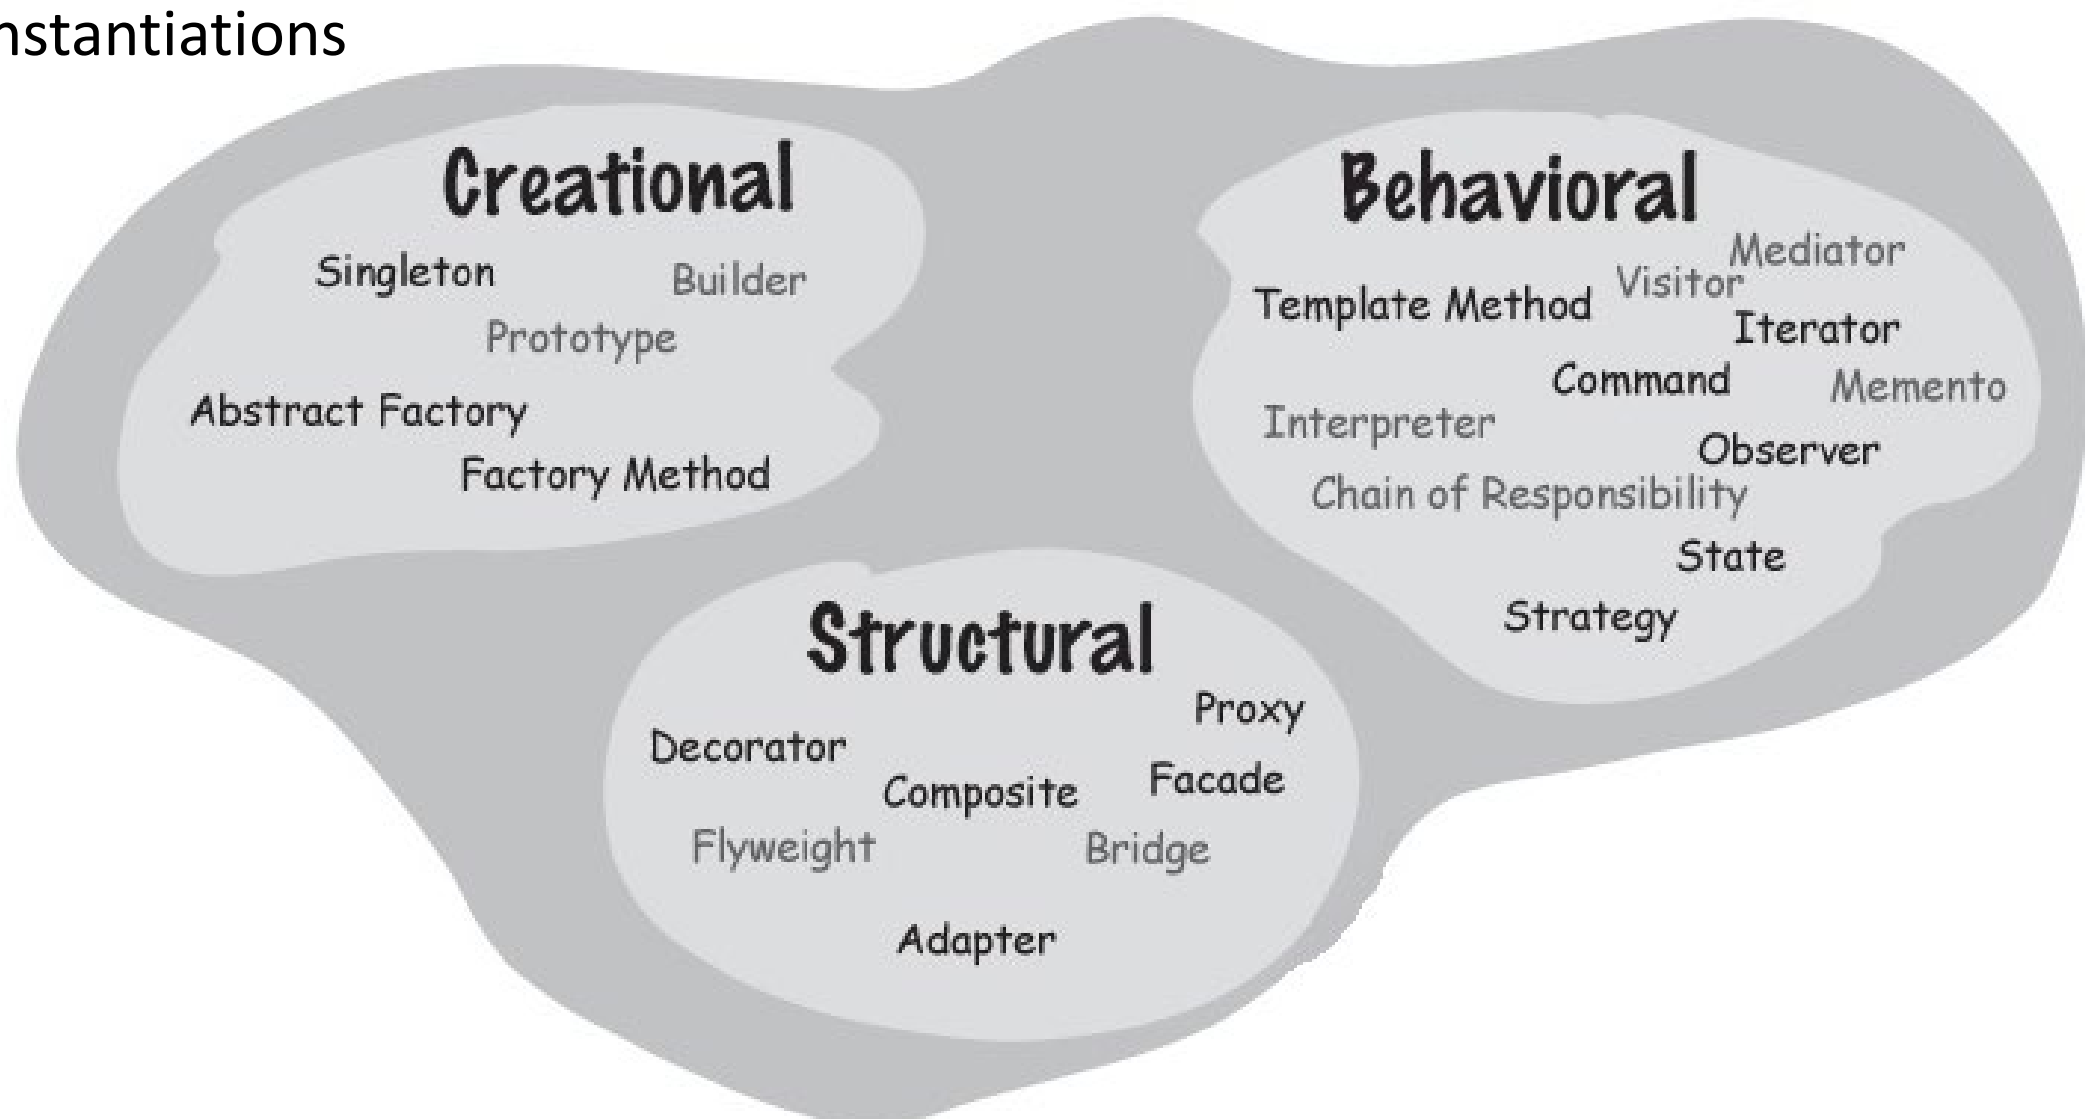 nstantiations
Creational
Singleton
Builder
Prototype
Abstract Factory
Factory Method
Behavioral
Mediator
Visitor
Template Method
Iterator
Command
Memento
Interpreter
Observer
Chain of Responsibility
State
Strategy
Structural
Proxy
Decorator
Facade
Composite
Flyweight
Bridge
Adapter